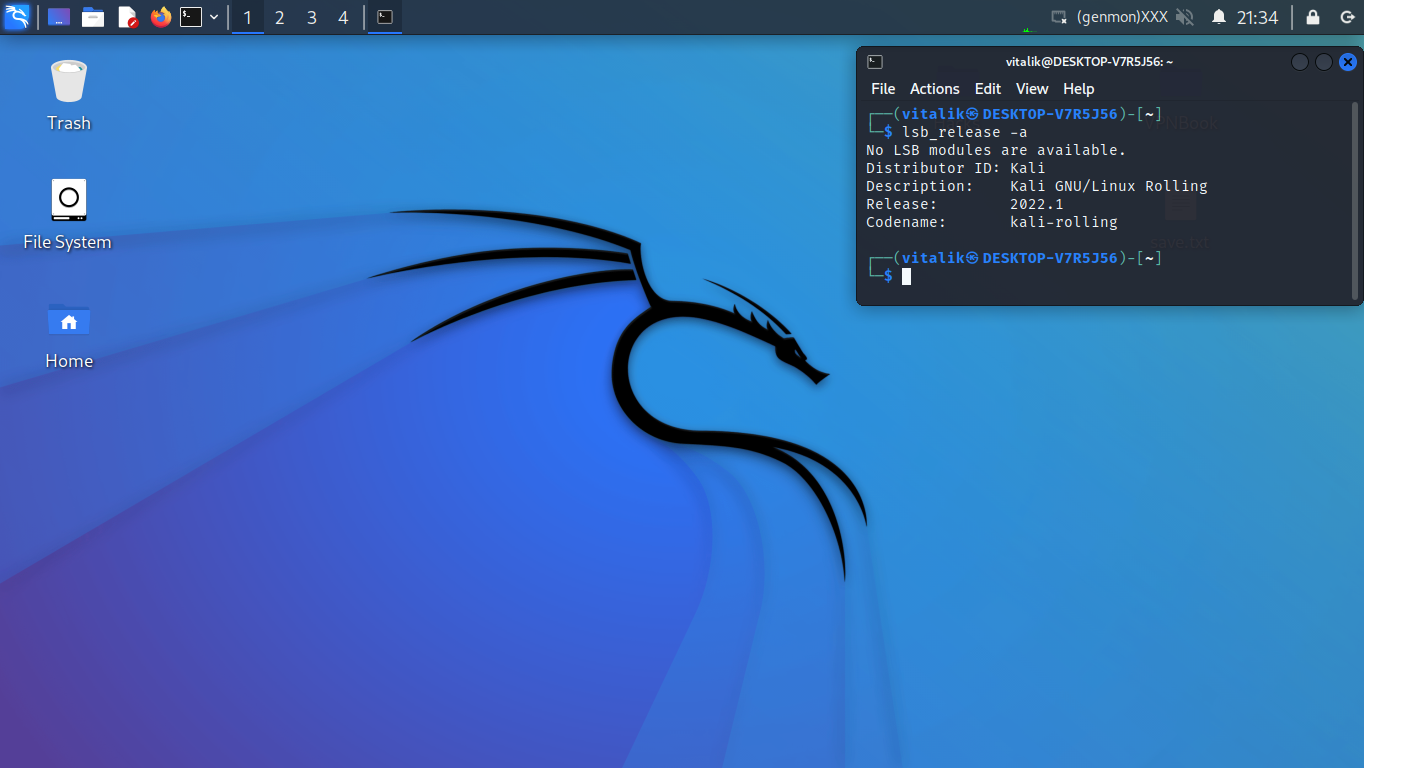 1 2 3 4 (genmon)XXX 21:34
Trash
File System
Home
vitalik@DESKTOP-V7R5J56: ~
File Actions Edit View Help
┌──(vitalik㉿DESKTOP-V7R5J56)-[~]
└─$ lsb_release -a
No LSB modules are available.
Distributor ID: Kali
Description:    Kali GNU/Linux Rolling
Release:        2022.1
Codename:       kali-rolling
┌──(vitalik㉿DESKTOP-V7R5J56)-[~]
└─$
save.txt